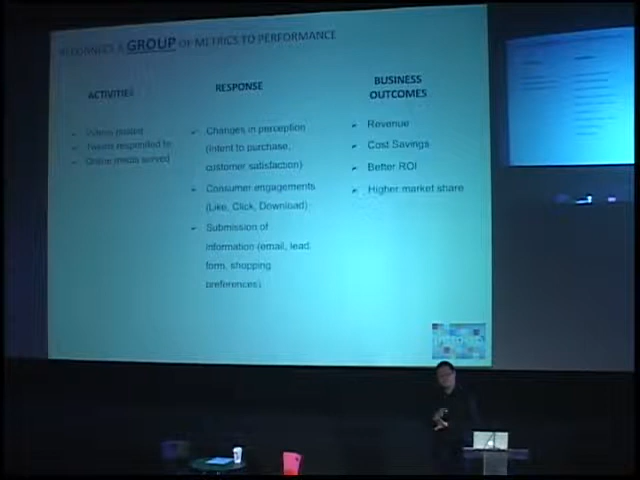 GROUP OF METRICS TO PERFORMANCE
ACTIVITIES
Videos posted
Tweets responded to
Online media served
RESPONSE
Changes in perception
(Intent to purchase,
customer satisfaction)
Consumer engagements
(Like, Click, Download)
Submission of
information (email, lead
form, shopping
preferences)
BUSINESS
OUTCOMES
Revenue
Cost Savings
Better ROI
Higher market share